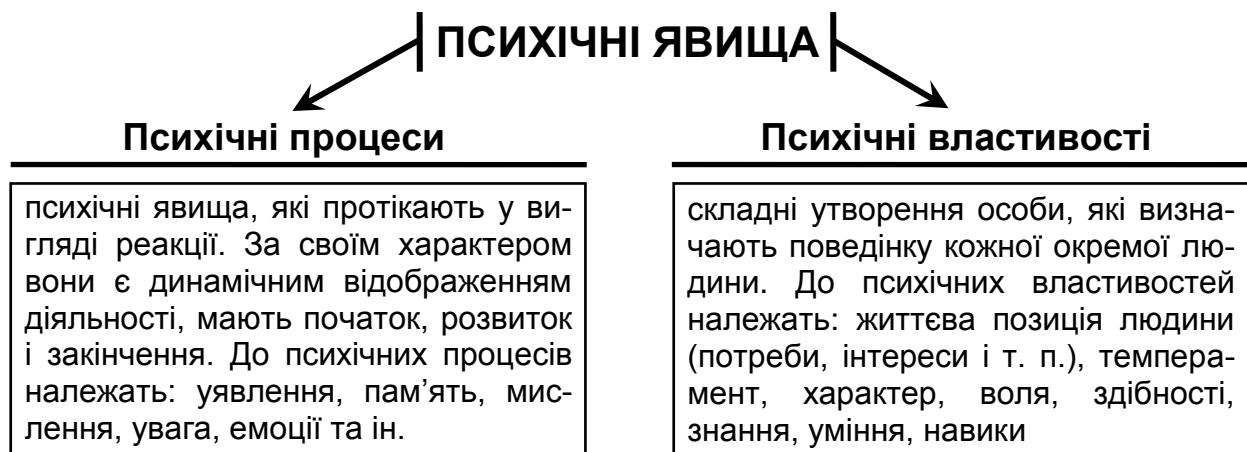 ПСИХІЧНІ ЯВИЩА
Психічні процеси
психічні явища, які протікають у ви-
гляді реакції. За своїм характером
вони є динамічним відображенням
діяльності, мають початок, розвиток
і закінчення. До психічних процесів
належать: уявлення, пам’ять, мис-
лення, увага, емоції та ін.
Психічні властивості
складні утворення особи, які визна-
чають поведінку кожної окремої лю-
дини. До психічних властивостей
належать: життєва позиція людини
(потреби, інтереси і т. п.), темпера-
мент, характер, воля, здібності,
знання, уміння, навики